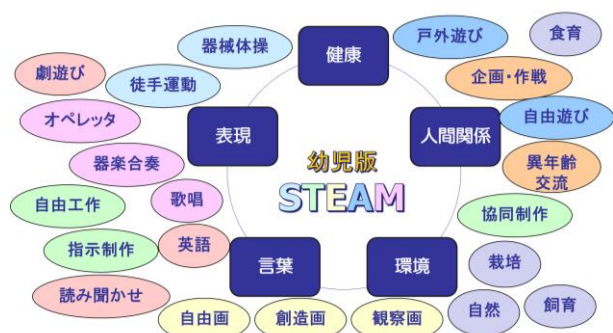 器械体操
健康
戸外遊び
食育
劇遊び
徒手運動
企画・作戦
オペレッタ
表現
人間関係
自由遊び
器楽合奏
幼児版
STEAM
異年齢
交流
歌唱
自由工作
協同制作
指示制作
英語
言葉
環境
栽培
読み聞かせ
自由画
創造画
観察画
自然
飼育